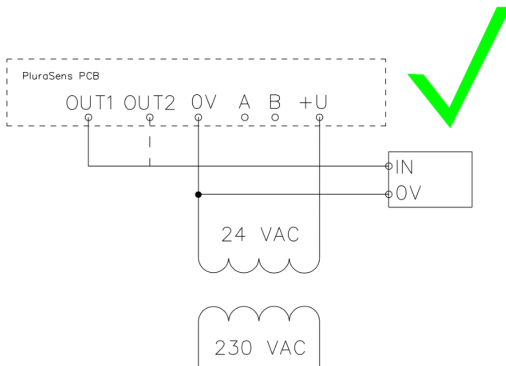 PluraSens PCB
OUT1 OUT2 0V A B +U
IN
0V
24 VAC
230 VAC